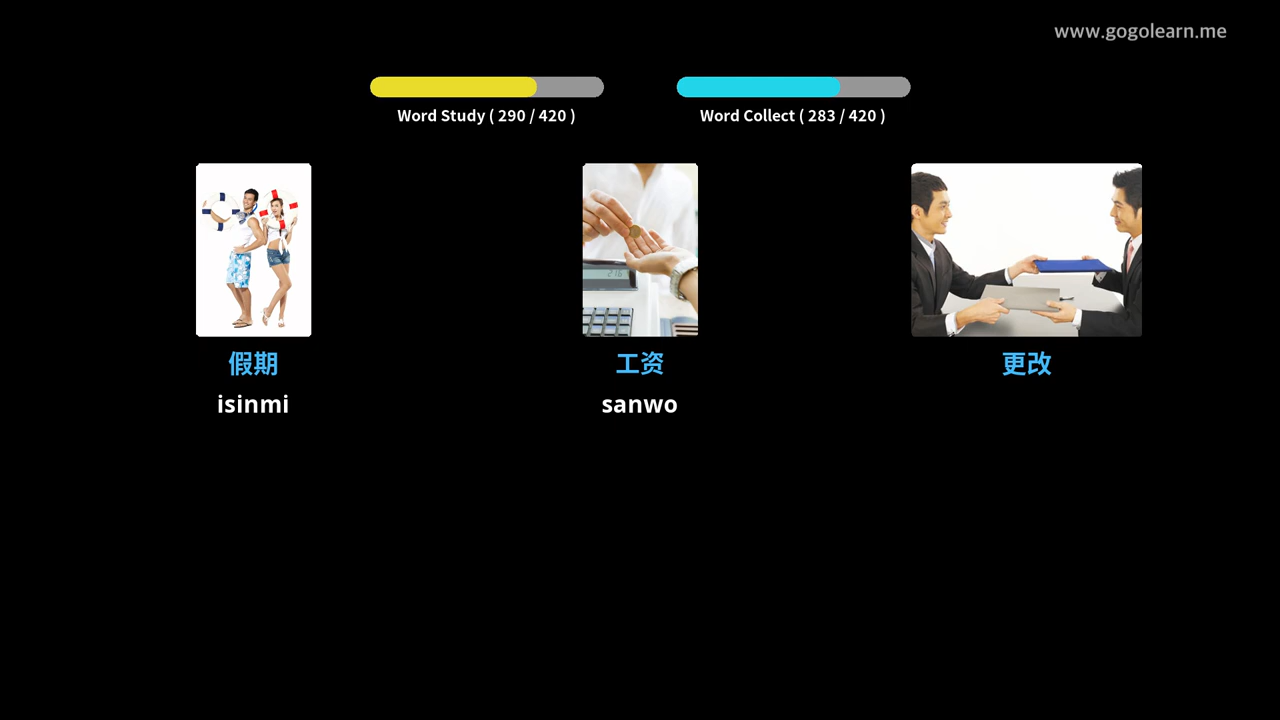 www.gogolearn.me
Word Study ( 290 / 420 )
Word Collect ( 283 / 420 )
假期
工资
更改
isinmi
sanwo